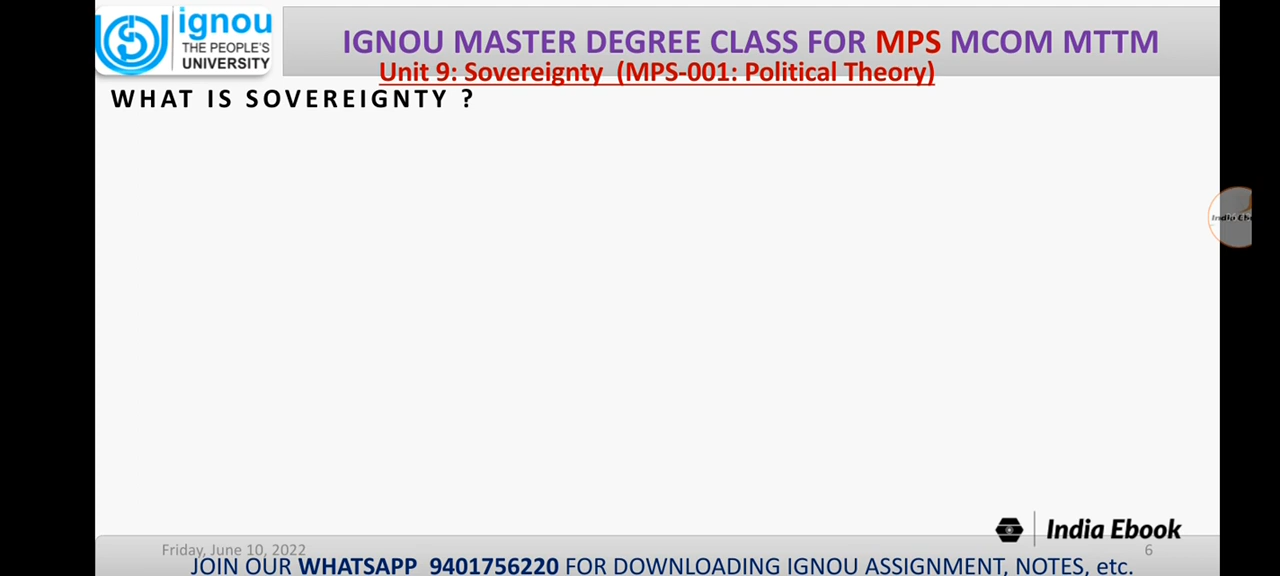 ignou
THE PEOPLE'S
UNIVERSITY
IGNOU MASTER DEGREE CLASS FOR MPS MCOM MTTM
Unit 9: Sovereignty (MPS-001: Political Theory)
WHAT IS SOVEREIGNTY ?
India Ebook
Friday, June 10, 2022
6
JOIN OUR WHATSAPP 9401756220 FOR DOWNLOADING IGNOU ASSIGNMENT, NOTES, etc.